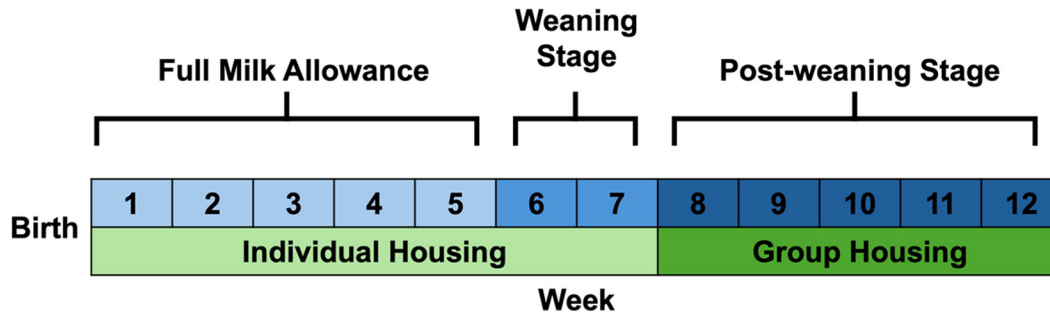 Weaning
Stage
Full Milk Allowance
Post-weaning Stage
1 2 3 4 5 6 7 8 9 10 11 12
Birth
Individual Housing Group Housing
Week